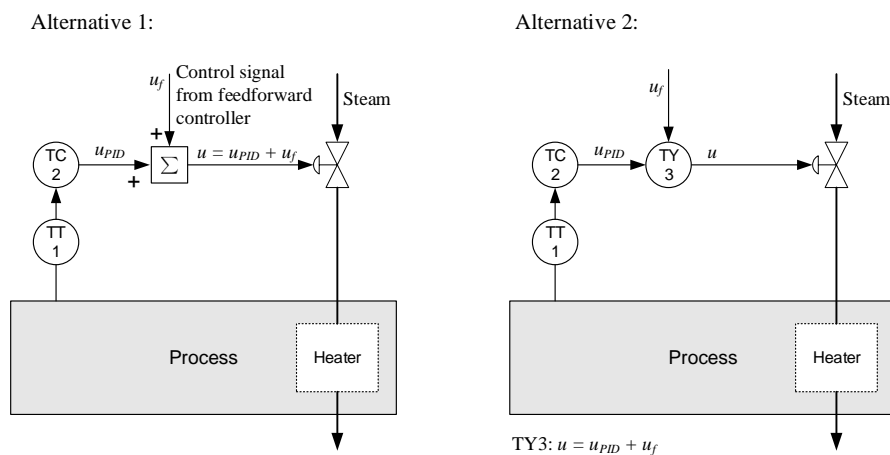 Alternative 1:
u_f
Control signal
from feedforward
controller
Steam
+
TC
2
u_PID
+
Σ
u = u_PID + u_f
TT
1
Process
Heater
Alternative 2:
u_f
Steam
TC
2
u_PID
TY
3
u
TT
1
Process
Heater
TY3: u = u_PID + u_f